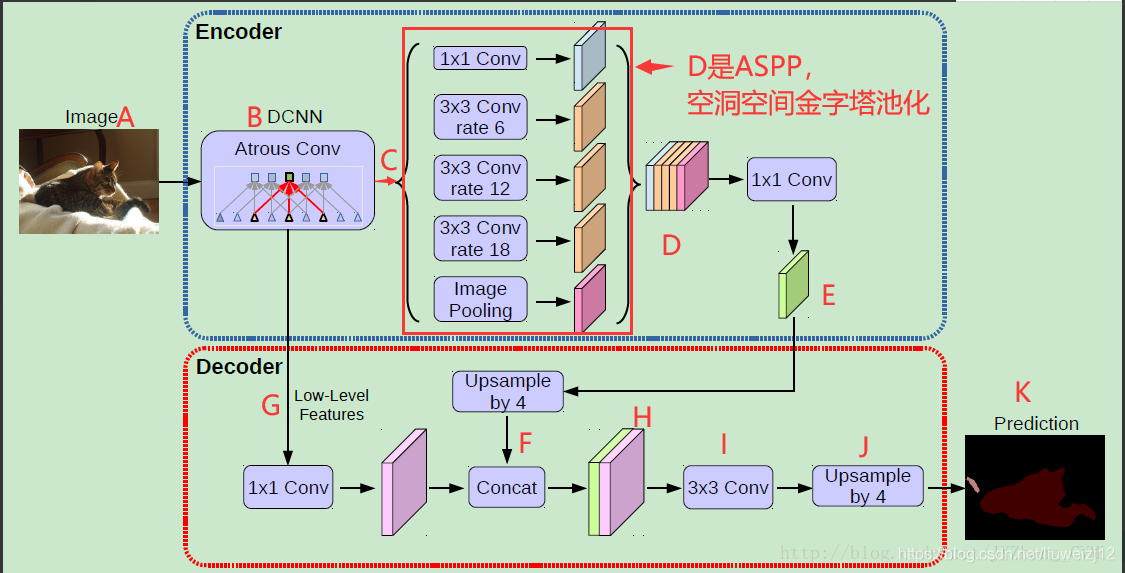 Encoder
ImageA
B DCNN
Atrous Conv
C
1x1 Conv
3x3 Conv
rate 6
3x3 Conv
rate 12
3x3 Conv
rate 18
Image
Pooling
D是ASPP，
空洞空间金字塔池化
D
1x1 Conv
E
Decoder
G
Low-Level
Features
Upsample
by 4
F
1x1 Conv
Concat
H
I
3x3 Conv
J
Upsample
by 4
K
Prediction
https://blog.csdn.net/liuweizj12